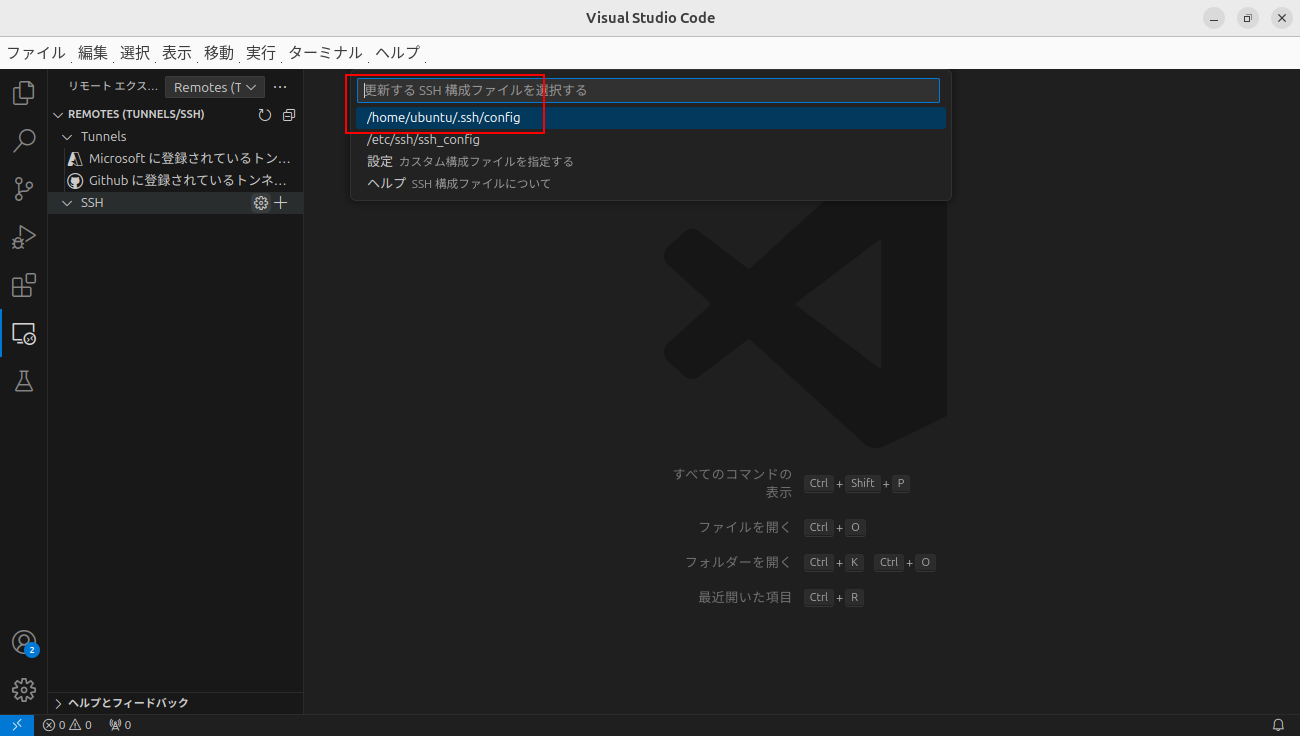 Visual Studio Code
ファイル 編集 選択 表示 移動 実行 ターミナル ヘルプ
リモート エクス... Remotes (T
REMOTES (TUNNELS/SSH)
Tunnels
Microsoft に登録されているトン...
Github に登録されているトンネ...
SSH
更新する SSH 構成ファイルを選択する
/home/ubuntu/.ssh/config
/etc/ssh/ssh_config
設定 カスタム構成ファイルを指定する
ヘルプ SSH 構成ファイルについて
すべてのコマンドの
表示 Ctrl + Shift + P
ファイルを開く Ctrl + O
フォルダーを開く Ctrl + K Ctrl + O
最近開いた項目 Ctrl + R
2
ヘルプとフィードバック
0 0 0